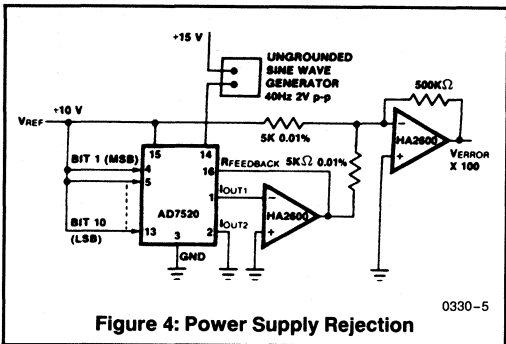 +15 V
UNGROUNDED
SINE WAVE
GENERATOR
40Hz 2V p-p
500KΩ
+10 V
VREF
5K 0.01%
HA2600
VERROR
X 100
15
14
BIT 1 (MSB)
4
5
16
RFEEDBACK 5KΩ 0.01%
AD7520
1
IOUT1
HA2600
BIT 10
(LSB)
13
3
2
IOUT2
GND
0330-5
Figure 4: Power Supply Rejection